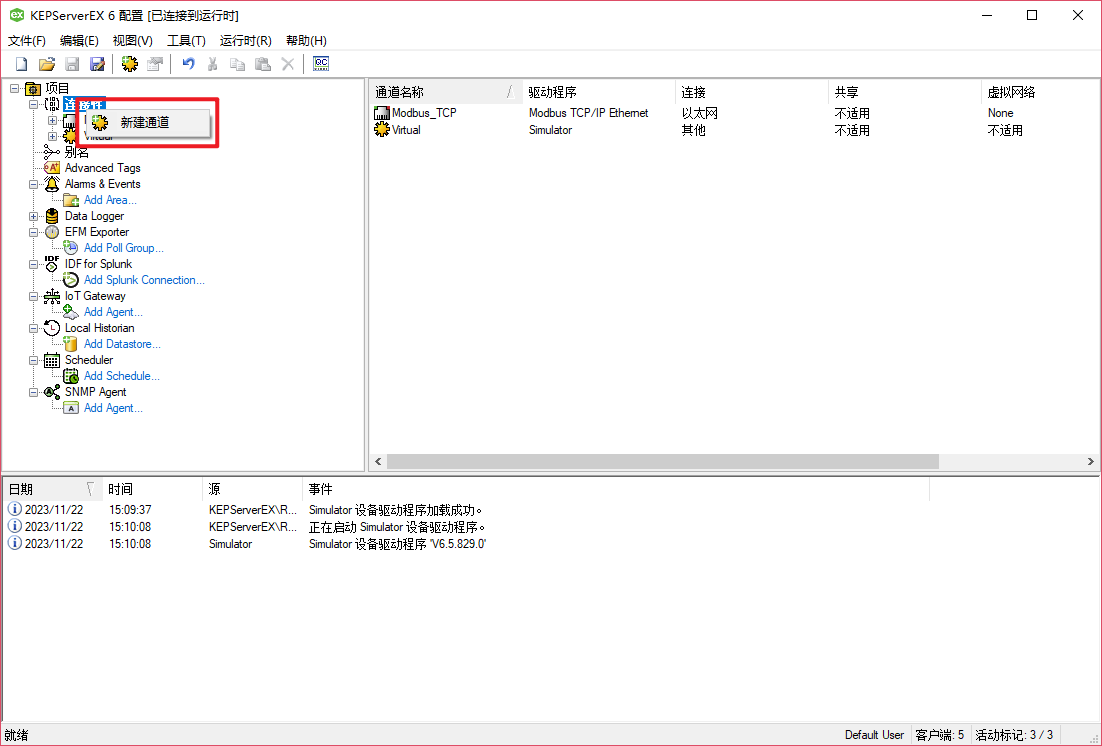 KEPServerEX 6 配置 [已连接到运行时]
文件(F) 编辑(E) 视图(V) 工具(T) 运行时(R) 帮助(H)
项目
连接性
新建通道
Virtual
别名
Advanced Tags
Alarms & Events
Add Area...
Data Logger
EFM Exporter
Add Poll Group...
IDF for Splunk
Add Splunk Connection...
IoT Gateway
Add Agent...
Local Historian
Add Datastore...
Scheduler
Add Schedule...
SNMP Agent
Add Agent...
通道名称 驱动程序 连接 共享 虚拟网络
Modbus_TCP Modbus TCP/IP Ethernet 以太网 不适用 None
Virtual Simulator 其他 不适用 不适用
日期 时间 源 事件
2023/11/22 15:09:37 KEPServerEX\R... Simulator 设备驱动程序加载成功。
2023/11/22 15:10:08 KEPServerEX\R... 正在启动 Simulator 设备驱动程序。
2023/11/22 15:10:08 Simulator Simulator 设备驱动程序 'V6.5.829.0'
就绪 Default User 客户端: 5 活动标记: 3 / 3